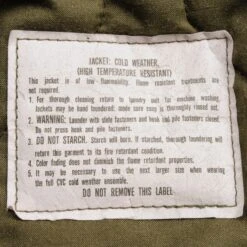 JACKET: COLD WEATHER,
(HIGH TEMPERATURE RESISTANT)
This jacket is of low flammability. Flame resistant treatments are
not required.
1. For thorough cleaning return to laundry unit for machine washing.
Jackets may be hand laundered; make sure soap is thoroughly rinsed out.
2. WARNING: Launder with slide fasteners and hook and pile fasteners closed.
Do not press hook and pile fasteners.
3. DO NOT STARCH. Starch will burn. If starched, thorough laundering will
return this garment to its fire retardant condition.
4. Color fading does not diminish the flame retardant properties.
5. It may be necessary to use the next larger size when wearing
the full CVC cold weather ensemble.
DO NOT REMOVE THIS LABEL